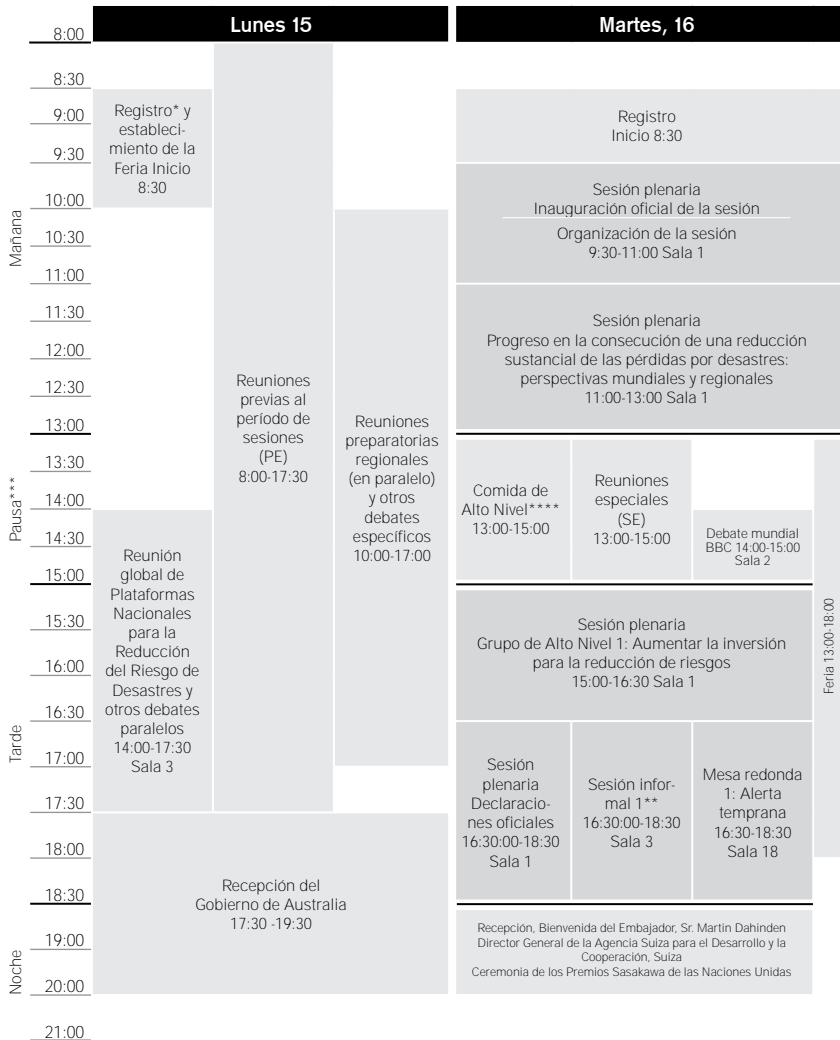 Lunes 15
Martes, 16
8:00
8:30
9:00
9:30
10:00
10:30
11:00
11:30
12:00
12:30
13:00
13:30
14:00
14:30
15:00
15:30
16:00
16:30
17:00
17:30
18:00
18:30
19:00
20:00
21:00
Mañana
Pausa***
Tarde
Noche
Registro* y
estableci-
miento de la
Feria Inicio
8:30
Reunión
global de
Plataformas
Nacionales
para la
Reducción
del Riesgo de
Desastres y
otros debates
paralelos
14:00-17:30
Sala 3
Reuniones
previas al
período de
sesiones
(PE)
8:00-17:30
Reuniones
preparatorias
regionales
(en paralelo)
y otros
debates
específicos
10:00-17:00
Recepción del
Gobierno de Australia
17:30 -19:30
Registro
Inicio 8:30
Sesión plenaria
Inauguración oficial de la sesión
Organización de la sesión
9:30-11:00 Sala 1
Sesión plenaria
Progreso en la consecución de una reducción
sustancial de las pérdidas por desastres:
perspectivas mundiales y regionales
11:00-13:00 Sala 1
Comida de
Alto Nivel****
13:00-15:00
Reuniones
especiales
(SE)
13:00-15:00
Debate mundial
BBC 14:00-15:00
Sala 2
Feria 13:00-18:00
Sesión plenaria
Grupo de Alto Nivel 1: Aumentar la inversión
para la reducción de riesgos
15:00-16:30 Sala 1
Sesión
plenaria
Declaracio-
nes oficiales
16:30:00-18:30
Sala 1
Sesión infor-
mal 1**
16:30:00-18:30
Sala 3
Mesa redonda
1: Alerta
temprana
16:30-18:30
Sala 18
Recepción, Bienvenida del Embajador, Sr. Martin Dahinden
Director General de la Agencia Suiza para el Desarrollo y la
Cooperación, Suiza
Ceremonia de los Premios Sasakawa de las Naciones Unidas